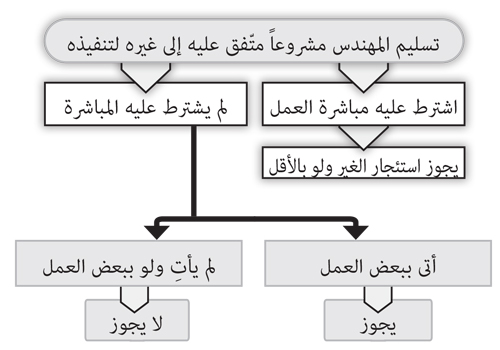 تسليم المهندس مشروعاً متّفق عليه إلى غيره لتنفيذه
اشترط عليه مباشرة العمل
لم يشترط عليه المباشرة
يجوز استئجار الغير ولو بالأقل
أتى ببعض العمل
لم يأتِ ولو ببعض العمل
يجوز
لا يجوز